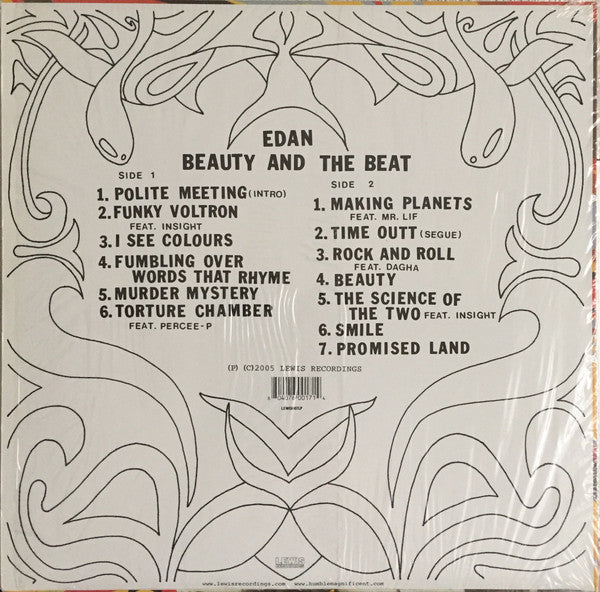 EDAN
BEAUTY AND THE BEAT
SIDE 1
1. POLITE MEETING (INTRO)
2. FUNKY VOLTRON
FEAT. INSIGHT
3. I SEE COLOURS
4. FUMBLING OVER
WORDS THAT RHYME
5. MURDER MYSTERY
6. TORTURE CHAMBER
FEAT. PERCEE-P
SIDE 2
1. MAKING PLANETS
FEAT. MR. LIF
2. TIME OUTT (SEGUE)
3. ROCK AND ROLL
FEAT. DAGHA
4. BEAUTY
5. THE SCIENCE OF
THE TWO FEAT. INSIGHT
6. SMILE
7. PROMISED LAND
(P) (C)2005 LEWIS RECORDINGS
LEWIS
www.lewisrecordings.com
www.humblemagnificent.com